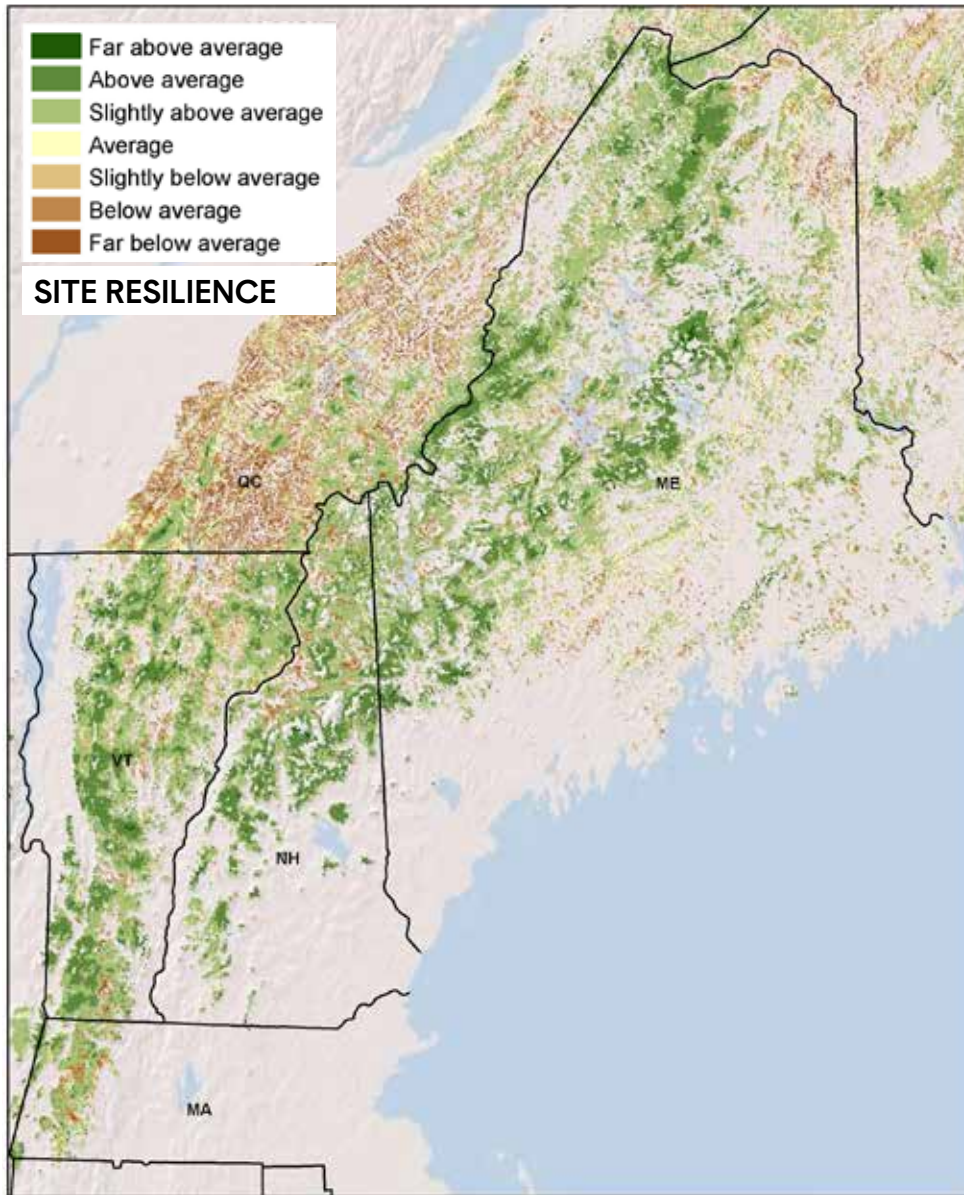 Far above average
Above average
Slightly above average
Average
Slightly below average
Below average
Far below average
SITE RESILIENCE
QC
ME
VT
NH
MA